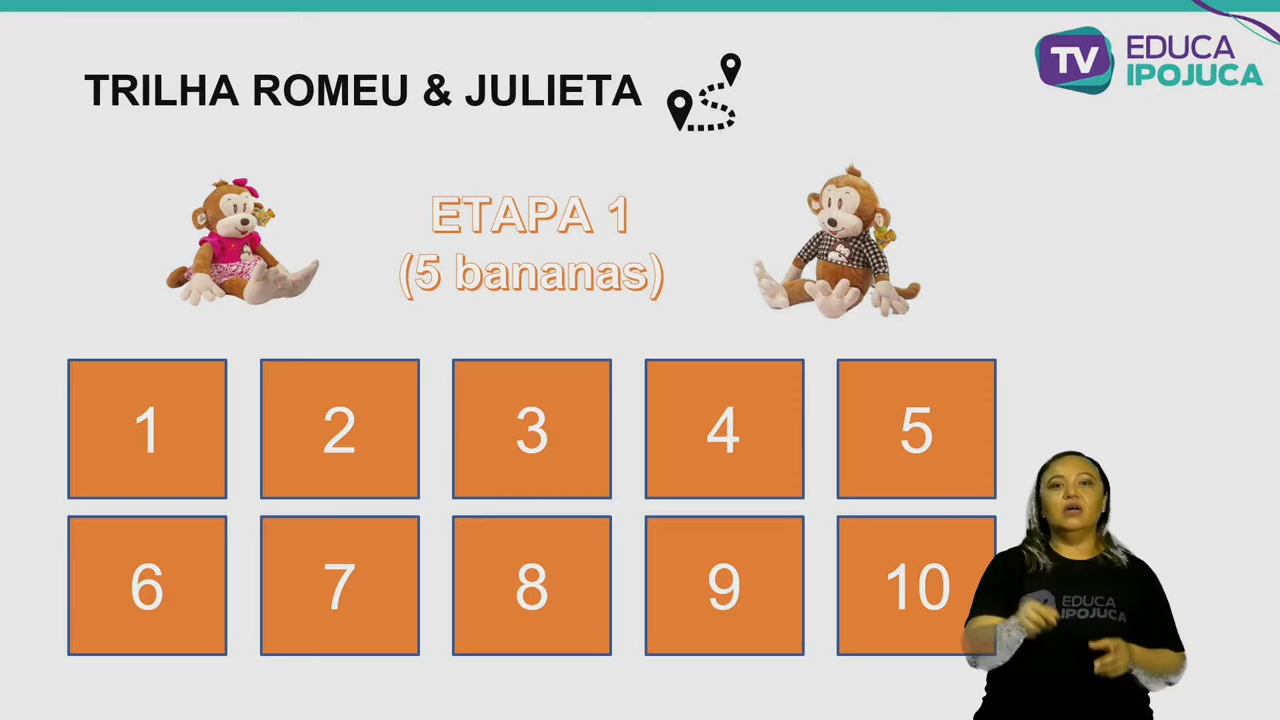 TRILHA ROMEU & JULIETA
TV EDUCA
IPOJUCA
ETAPA 1
(5 bananas)
1 2 3 4 5
6 7 8 9 10
EDUCA
IPOJUCA